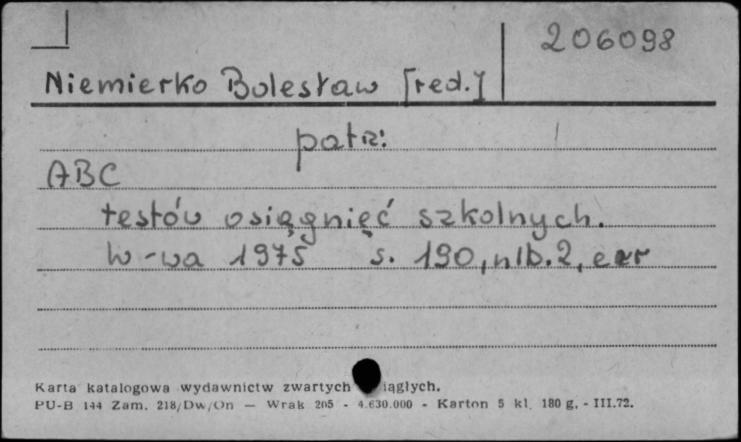 206098
Niemierko Bolesław [red.]
patrz:
ABC
testów osiągnięć szkolnych.
W-wa 1975 s. 190, nlb. 2, err
Karta katalogowa wydawnictw zwartych iągłych.
PU-B 144 Zam. 218/Dw/On — Wrak 205 - 4.630.000 - Karton 5 kl. 180 g. - III.72.